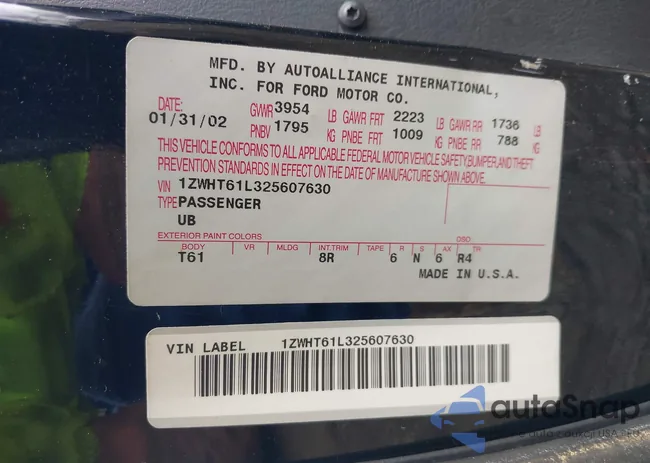 MFD. BY AUTOALLIANCE INTERNATIONAL,
INC. FOR FORD MOTOR CO.
DATE: GVWR 3954 LB GAWR FRT 2223 LB GAWR RR 1736 LB
01/31/02 PNBV 1795 KG PNBE FRT 1009 KG PNBE RR 788 KG
THIS VEHICLE CONFORMS TO ALL APPLICABLE FEDERAL MOTOR VEHICLE SAFETY, BUMPER, AND THEFT
PREVENTION STANDARDS IN EFFECT ON THE DATE OF MANUFACTURE SHOWN ABOVE.
VIN 1ZWHT61L325607630
TYPE PASSENGER
UB
EXTERIOR PAINT COLORS DSO
BODY VR MLDG INT.TRIM TAPE R S AX TR
T61 8R 6 N 6 R4
MADE IN U.S.A.
VIN LABEL 1ZWHT61L325607630
autoSnap